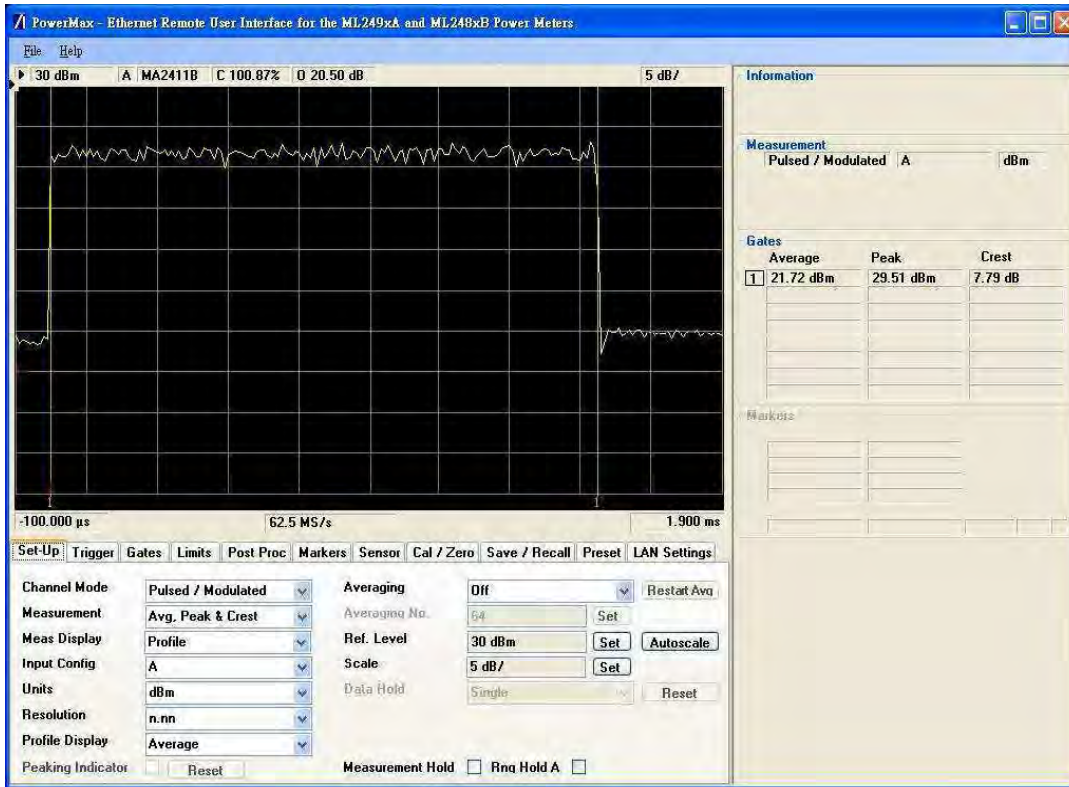 PowerMax - Ethernet Remote User Interface for the ML249xA and ML248xB Power Meters
File Help
30 dBm A MA2411B C 100.87% O 20.50 dB 5 dB/
1 1
-100.000 µs 62.5 MS/s 1.900 ms
Information
Measurement
Pulsed / Modulated A dBm
Gates
Average Peak Crest
1 21.72 dBm 29.51 dBm 7.79 dB
Markers
Set-Up Trigger Gates Limits Post Proc Markers Sensor Cal / Zero Save / Recall Preset LAN Settings
Channel Mode Pulsed / Modulated Averaging Off Restart Avg
Measurement Avg, Peak & Crest Averaging No. 64 Set
Meas Display Profile Ref. Level 30 dBm Set Autoscale
Input Config A Scale 5 dB/ Set
Units dBm Data Hold Single Reset
Resolution n.nn
Profile Display Average
Peaking Indicator Reset Measurement Hold Rng Hold A